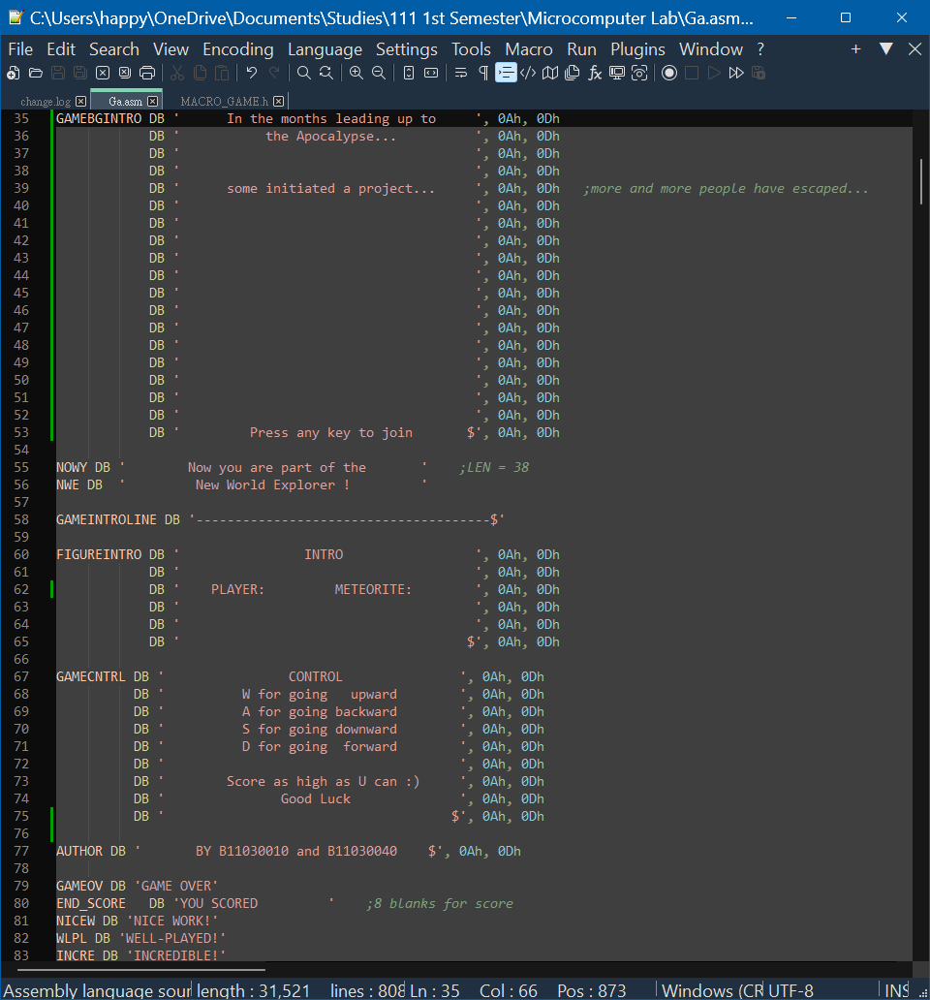 C:\Users\happy\OneDrive\Documents\Studies\111 1st Semester\Microcomputer Lab\Ga.asm...
File Edit Search View Encoding Language Settings Tools Macro Run Plugins Window ?
change.log Ga.asm MACRO_GAME.h
35 GAMEBGINTRO DB '      In the months leading up to     ', 0Ah, 0Dh
36             DB '           the Apocalypse...          ', 0Ah, 0Dh
37             DB '                                      ', 0Ah, 0Dh
38             DB '                                      ', 0Ah, 0Dh
39             DB '      some initiated a project...     ', 0Ah, 0Dh   ;more and more people have escaped...
40             DB '                                      ', 0Ah, 0Dh
41             DB '                                      ', 0Ah, 0Dh
42             DB '                                      ', 0Ah, 0Dh
43             DB '                                      ', 0Ah, 0Dh
44             DB '                                      ', 0Ah, 0Dh
45             DB '                                      ', 0Ah, 0Dh
46             DB '                                      ', 0Ah, 0Dh
47             DB '                                      ', 0Ah, 0Dh
48             DB '                                      ', 0Ah, 0Dh
49             DB '                                      ', 0Ah, 0Dh
50             DB '                                      ', 0Ah, 0Dh
51             DB '                                      ', 0Ah, 0Dh
52             DB '                                      ', 0Ah, 0Dh
53             DB '         Press any key to join       $', 0Ah, 0Dh
54
55 NOWY DB '        Now you are part of the       '    ;LEN = 38
56 NWE DB  '         New World Explorer !         '
57
58 GAMEINTROLINE DB '--------------------------------------$'
59
60 FIGUREINTRO DB '                INTRO                 ', 0Ah, 0Dh
61             DB '                                      ', 0Ah, 0Dh
62             DB '    PLAYER:         METEORITE:        ', 0Ah, 0Dh
63             DB '                                      ', 0Ah, 0Dh
64             DB '                                      ', 0Ah, 0Dh
65             DB '                                     $', 0Ah, 0Dh
66
67 GAMECNTRL DB '                CONTROL               ', 0Ah, 0Dh
68           DB '          W for going   upward        ', 0Ah, 0Dh
69           DB '          A for going backward        ', 0Ah, 0Dh
70           DB '          S for going downward        ', 0Ah, 0Dh
71           DB '          D for going  forward        ', 0Ah, 0Dh
72           DB '                                      ', 0Ah, 0Dh
73           DB '        Score as high as U can :)     ', 0Ah, 0Dh
74           DB '               Good Luck              ', 0Ah, 0Dh
75           DB '                                     $', 0Ah, 0Dh
76
77 AUTHOR DB '       BY B11030010 and B11030040    $', 0Ah, 0Dh
78
79 GAMEOV DB 'GAME OVER'
80 END_SCORE   DB 'YOU SCORED         '    ;8 blanks for score
81 NICEW DB 'NICE WORK!'
82 WLPL DB 'WELL-PLAYED!'
83 INCRE DB 'INCREDIBLE!'
Assembly language sour length : 31,521 lines : 808 Ln : 35 Col : 66 Pos : 873 Windows (CR UTF-8 INS